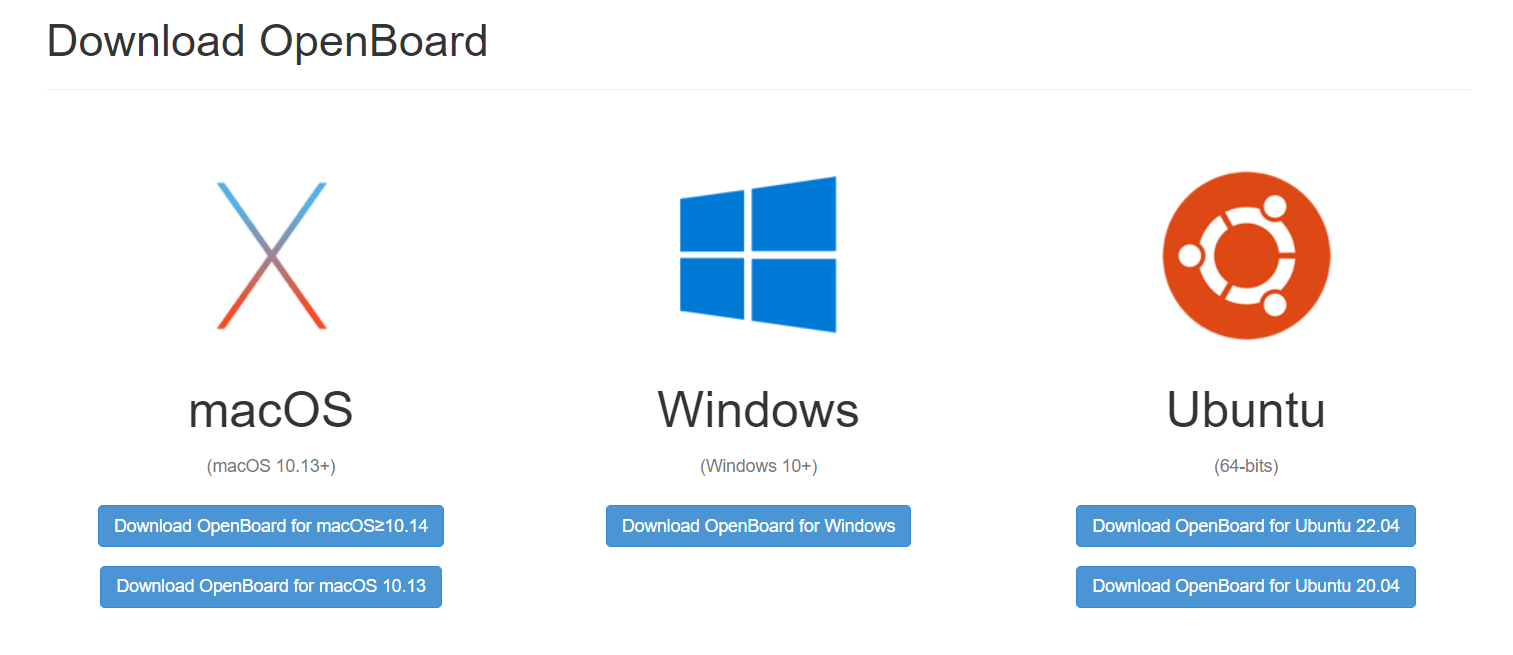 Download OpenBoard
macOS
(macOS 10.13+)
Download OpenBoard for macOS≥10.14
Download OpenBoard for macOS 10.13
Windows
(Windows 10+)
Download OpenBoard for Windows
Ubuntu
(64-bits)
Download OpenBoard for Ubuntu 22.04
Download OpenBoard for Ubuntu 20.04